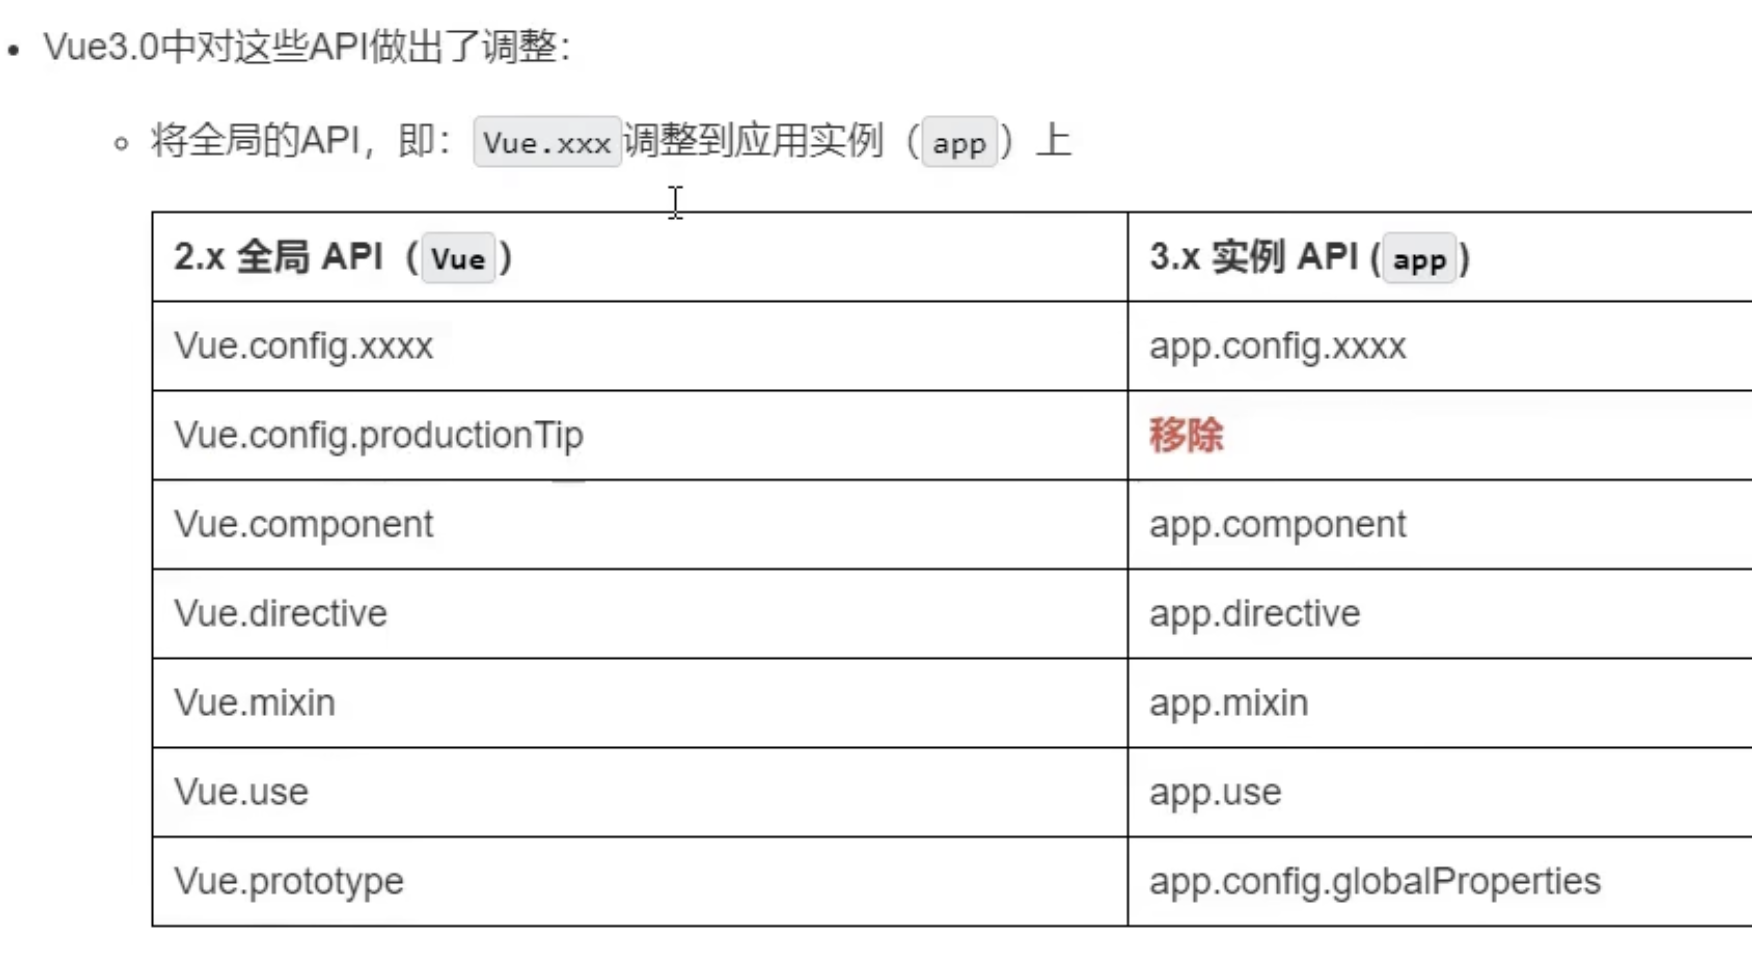 • Vue3.0中对这些API做出了调整：
◦ 将全局的API，即：Vue.xxx调整到应用实例（app）上
2.x 全局 API（Vue） 3.x 实例 API (app)
Vue.config.xxxx app.config.xxxx
Vue.config.productionTip 移除
Vue.component app.component
Vue.directive app.directive
Vue.mixin app.mixin
Vue.use app.use
Vue.prototype app.config.globalProperties